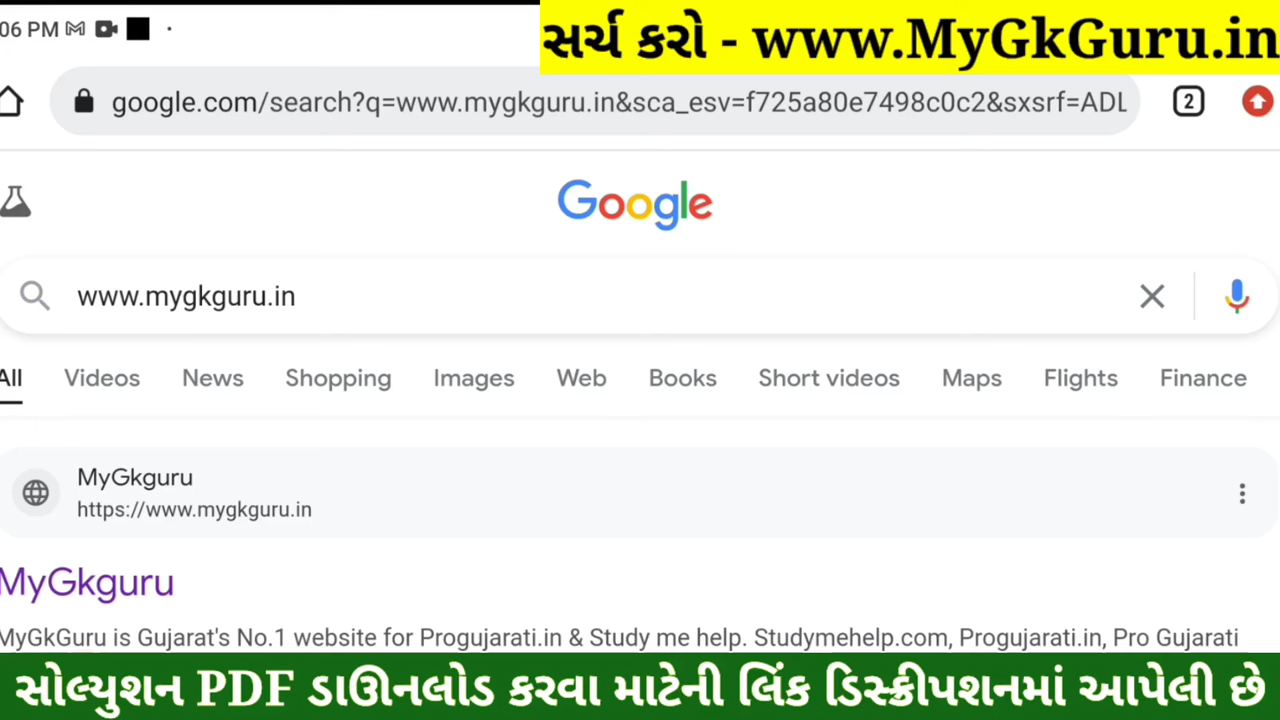 06 PM
સર્ચ કરો - www.MyGkGuru.in
google.com/search?q=www.mygkguru.in&sca_esv=f725a80e7498c0c2&sxsrf=ADL
2
Google
www.mygkguru.in
All Videos News Shopping Images Web Books Short videos Maps Flights Finance
MyGkguru
https://www.mygkguru.in
MyGkguru
MyGkGuru is Gujarat's No.1 website for Progujarati.in & Study me help. Studymehelp.com, Progujarati.in, Pro Gujarati
સોલ્યુશન PDF ડાઊનલોડ કરવા માટેની લિંક ડિસ્ક્રીપશનમાં આપેલી છે